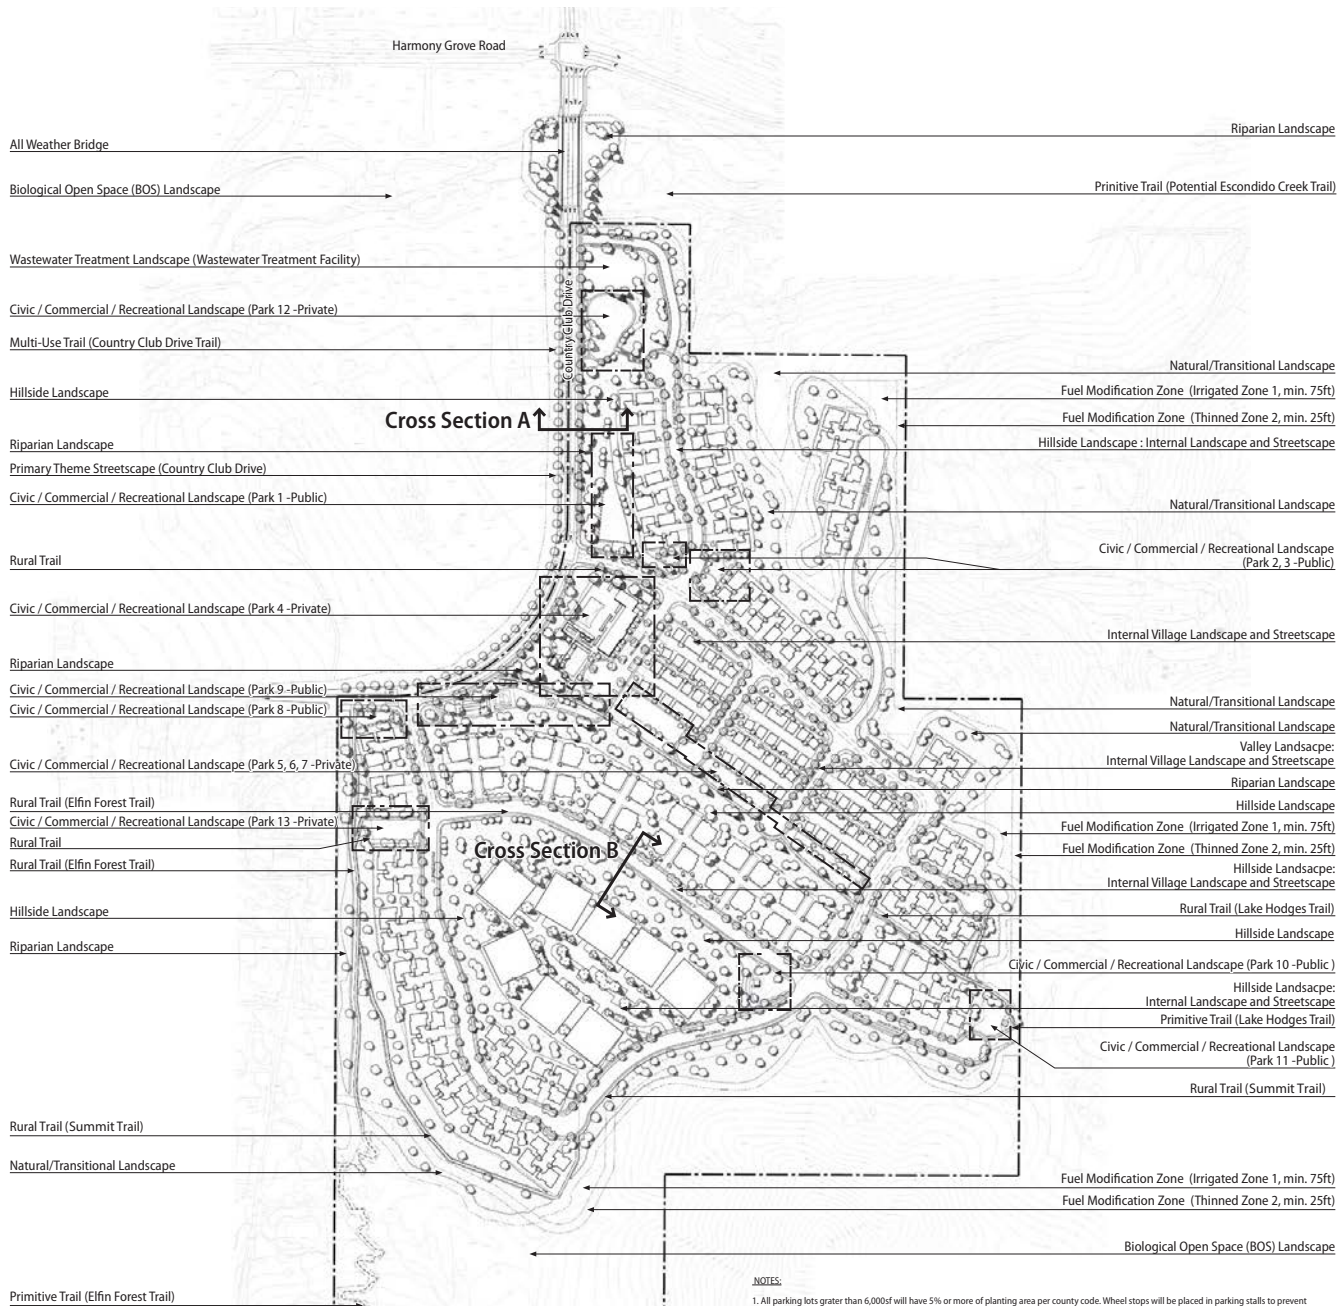 Harmony Grove Road
All Weather Bridge
Biological Open Space (BOS) Landscape
Wastewater Treatment Landscape (Wastewater Treatment Facility)
Civic / Commercial / Recreational Landscape (Park 12 -Private)
Multi-Use Trail (Country Club Drive Trail)
Hillside Landscape
Riparian Landscape
Primary Theme Streetscape (Country Club Drive)
Civic / Commercial / Recreational Landscape (Park 1 -Public)
Rural Trail
Civic / Commercial / Recreational Landscape (Park 4 -Private)
Riparian Landscape
Civic / Commercial / Recreational Landscape (Park 9 -Public)
Civic / Commercial / Recreational Landscape (Park 8 -Public)
Civic / Commercial / Recreational Landscape (Park 5, 6, 7 -Private)
Rural Trail (Elfin Forest Trail)
Civic / Commercial / Recreational Landscape (Park 13 -Private)
Rural Trail
Rural Trail (Elfin Forest Trail)
Hillside Landscape
Riparian Landscape
Rural Trail (Summit Trail)
Natural/Transitional Landscape
Primitive Trail (Elfin Forest Trail)
Country Club Drive
Cross Section A
Cross Section B
Riparian Landscape
Prinitive Trail (Potential Escondido Creek Trail)
Natural/Transitional Landscape
Fuel Modification Zone (Irrigated Zone 1, min. 75ft)
Fuel Modification Zone (Thinned Zone 2, min. 25ft)
Hillside Landscape : Internal Landscape and Streetscape
Natural/Transitional Landscape
Civic / Commercial / Recreational Landscape
(Park 2, 3 -Public)
Internal Village Landscape and Streetscape
Natural/Transitional Landscape
Natural/Transitional Landscape
Valley Landsacpe:
Internal Village Landscape and Streetscape
Riparian Landscape
Hillside Landscape
Fuel Modification Zone (Irrigated Zone 1, min. 75ft)
Fuel Modification Zone (Thinned Zone 2, min. 25ft)
Hillside Landsacpe:
Internal Village Landscape and Streetscape
Rural Trail (Lake Hodges Trail)
Hillside Landscape
Civic / Commercial / Recreational Landscape (Park 10 -Public )
Hillside Landsacpe:
Internal Landscape and Streetscape
Primitive Trail (Lake Hodges Trail)
Civic / Commercial / Recreational Landscape
(Park 11 -Public )
Rural Trail (Summit Trail)
Fuel Modification Zone (Irrigated Zone 1, min. 75ft)
Fuel Modification Zone (Thinned Zone 2, min. 25ft)
Biological Open Space (BOS) Landscape
NOTES:
1. All parking lots grater than 6,000sf will have 5% or more of planting area per county code. Wheel stops will be placed in parking stalls to prevent